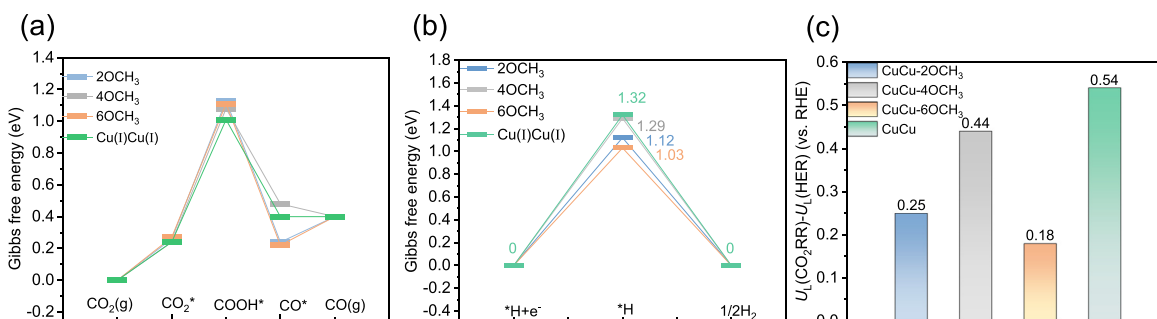 (a)
Gibbs free energy (eV)
1.4
1.2
1.0
0.8
0.6
0.4
0.2
0.0
-0.2
2OCH₃
4OCH₃
6OCH₃
Cu(I)Cu(I)
CO₂(g)
CO₂*
COOH*
CO*
CO(g)
(b)
Gibbs free energy (eV)
1.8
1.6
1.4
1.2
1.0
0.8
0.6
0.4
0.2
0.0
-0.2
-0.4
2OCH₃
4OCH₃
6OCH₃
Cu(I)Cu(I)
1.32
1.29
1.12
1.03
0
0
*H+e⁻
*H
1/2H₂
(c)
U_L(CO₂RR)-U_L(HER) (vs. RHE)
0.6
0.5
0.4
0.3
0.2
0.1
0.0
CuCu-2OCH₃
CuCu-4OCH₃
CuCu-6OCH₃
CuCu
0.25
0.44
0.18
0.54